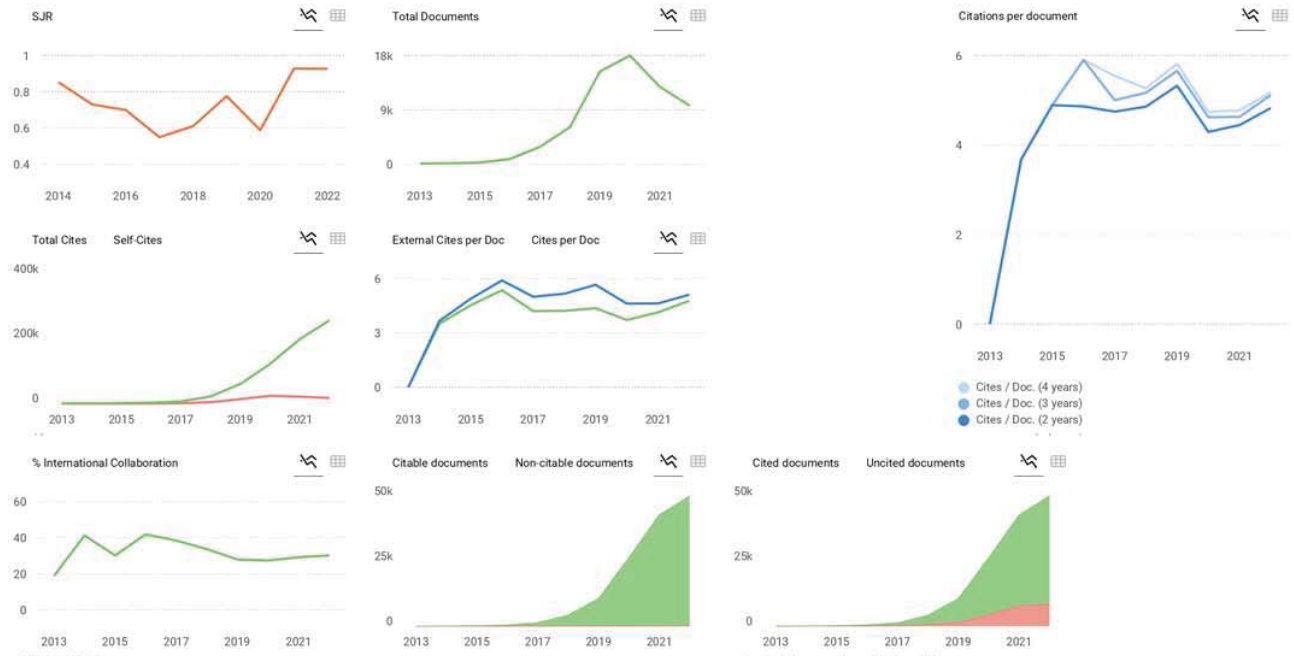 SJR
1
0.8
0.6
0.4
2014 2016 2018 2020 2022
Total Documents
18k
9k
0
2013 2015 2017 2019 2021
Citations per document
6
4
2
0
2013 2015 2017 2019 2021
Cites / Doc. (4 years)
Cites / Doc. (3 years)
Cites / Doc. (2 years)
Total Cites Self-Cites
400k
200k
0
2013 2015 2017 2019 2021
External Cites per Doc Cites per Doc
6
3
0
2013 2015 2017 2019 2021
% International Collaboration
60
40
20
0
2013 2015 2017 2019 2021
Citable documents Non-citable documents
50k
25k
0
2013 2015 2017 2019 2021
Cited documents Uncited documents
50k
25k
0
2013 2015 2017 2019 2021